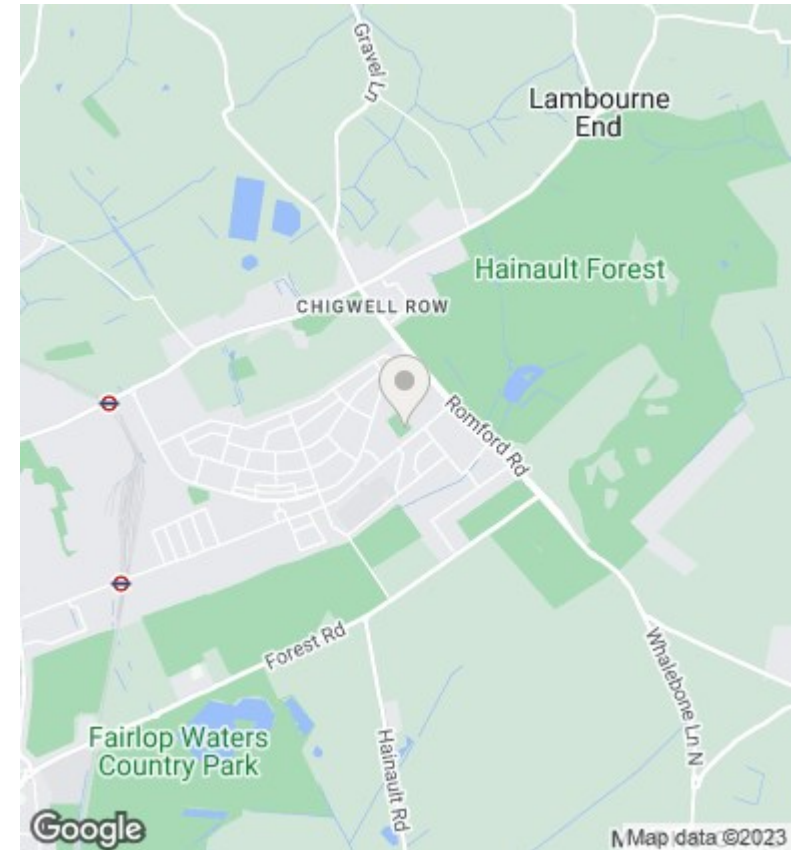 Gravel Ln
Lambourne
End
Hainault Forest
CHIGWELL ROW
Romford Rd
Forest Rd
Whalebone Ln N
Fairlop Waters
Country Park
Hainault Rd
Google
Map data ©2023